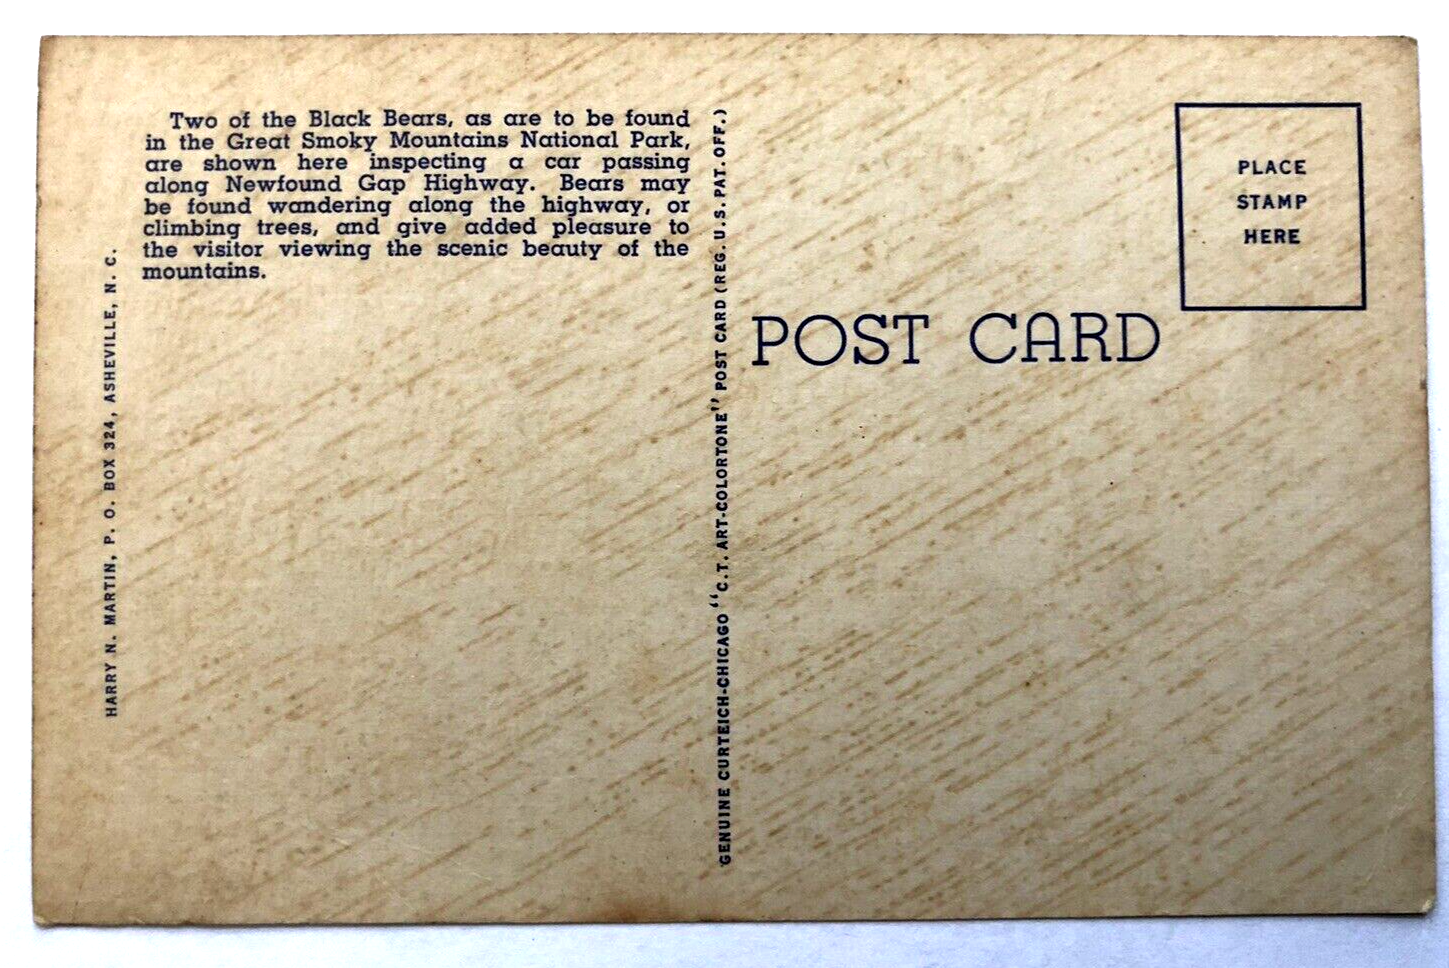 Two of the Black Bears, as are to be found
in the Great Smoky Mountains National Park,
are shown here inspecting a car passing
along Newfound Gap Highway. Bears may
be found wandering along the highway, or
climbing trees, and give added pleasure to
the visitor viewing the scenic beauty of the
mountains.
HARRY N. MARTIN, P. O. BOX 324, ASHEVILLE, N. C.
GENUINE CURTEICH-CHICAGO "C.T. ART-COLORTONE" POST CARD (REG. U.S. PAT. OFF.)
POST CARD
PLACE
STAMP
HERE